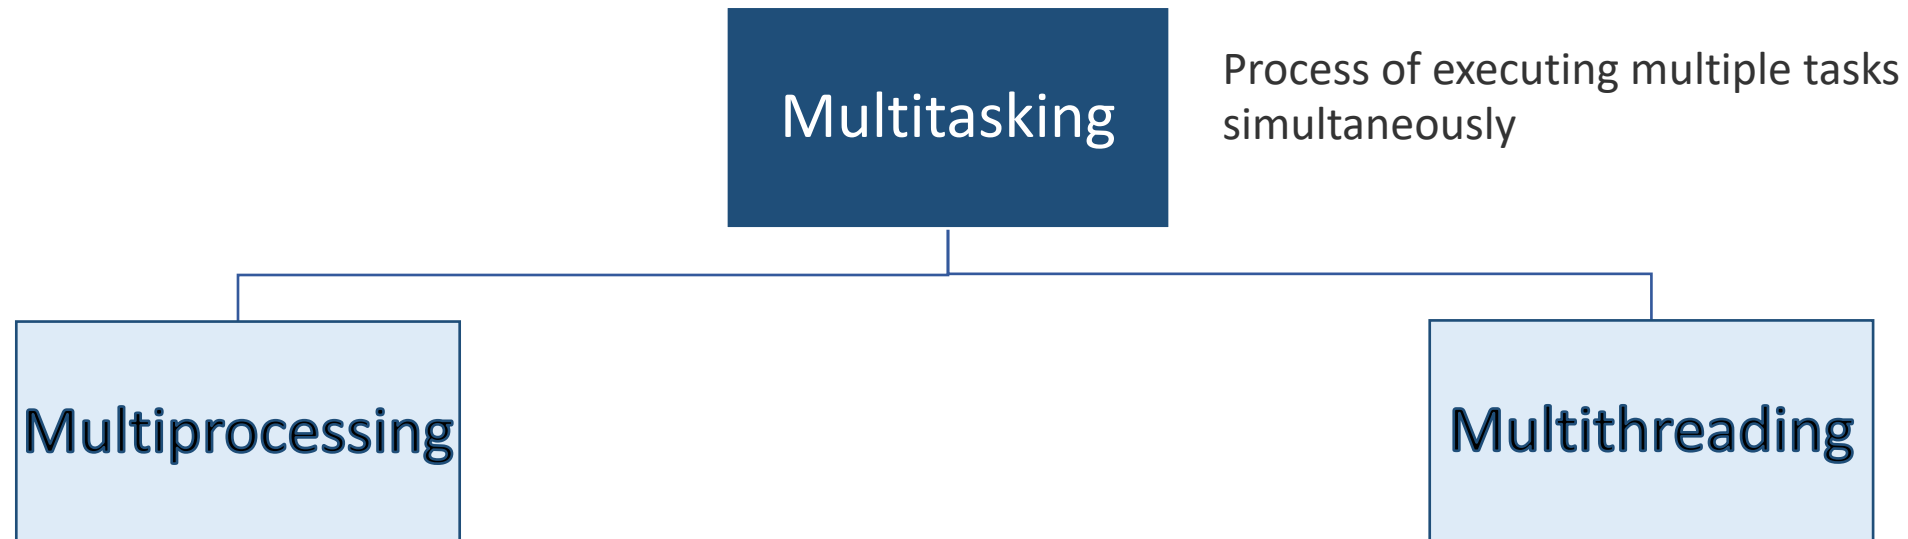 Multitasking
Process of executing multiple tasks
simultaneously
Multiprocessing
Multithreading